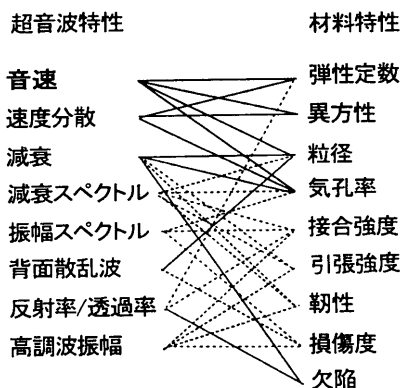 超音波特性
材料特性
音速
弾性定数
速度分散
異方性
減衰
粒径
減衰スペクトル
気孔率
振幅スペクトル
接合強度
背面散乱波
引張強度
反射率/透過率
靭性
高調波振幅
損傷度
欠陥